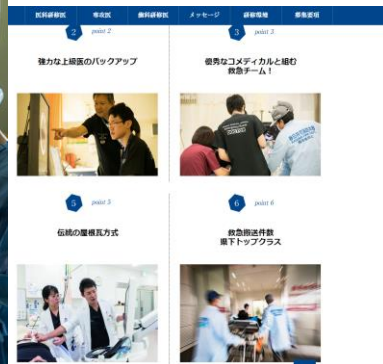 医科研修医 専攻医 歯科研修医 メッセージ 研修環境 募集要項
2 point 2
3 point 3
強力な上級医のバックアップ
優秀なコメディカルと組む
救急チーム!
DOCTOR
5 point 5
6 point 6
伝統の屋根瓦方式
救急搬送件数
県下トップクラス